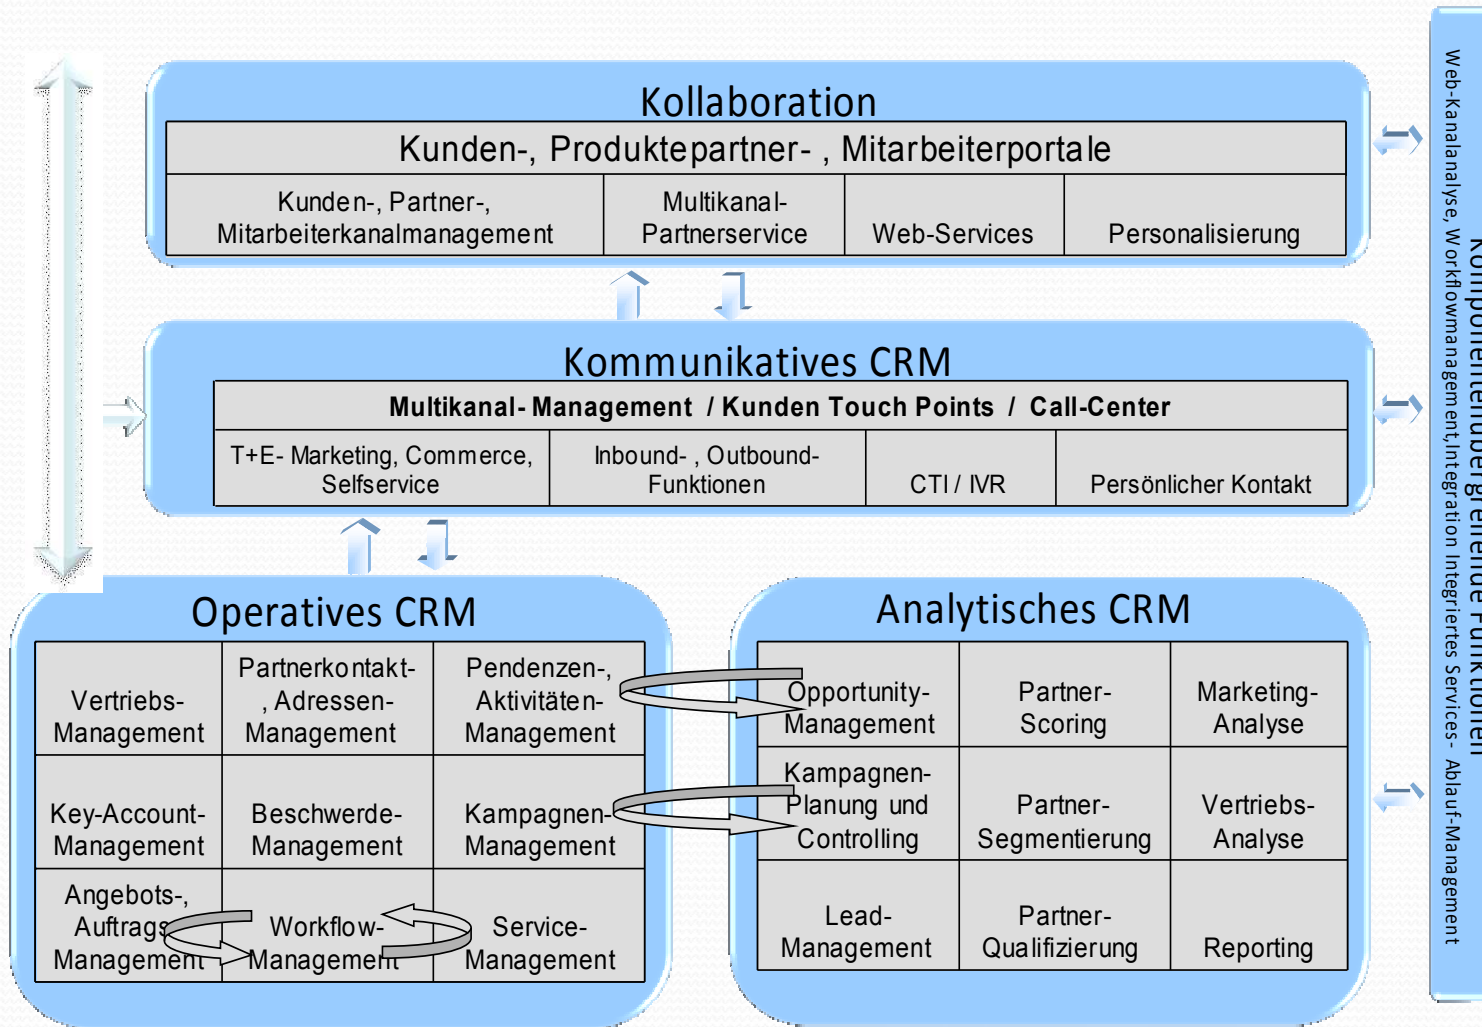 Kollaboration
Kunden-, Produktepartner- , Mitarbeiterportale
Kunden-, Partner-,
Mitarbeiterkanalmanagement
Multikanal-
Partnerservice
Web-Services
Personalisierung
Kommunikatives CRM
Multikanal- Management / Kunden Touch Points / Call-Center
T+E- Marketing, Commerce,
Selfservice
Inbound- , Outbound-
Funktionen
CTI / IVR
Persönlicher Kontakt
Operatives CRM
Vertriebs-
Management
Partnerkontakt-
, Adressen-
Management
Pendenzen-,
Aktivitäten-
Management
Key-Account-
Management
Beschwerde-
Management
Kampagnen-
Management
Angebots-,
Auftrags
Management
Workflow-
Management
Service-
Management
Analytisches CRM
Opportunity-
Management
Partner-
Scoring
Marketing-
Analyse
Kampagnen-
Planung und
Controlling
Partner-
Segmentierung
Vertriebs-
Analyse
Lead-
Management
Partner-
Qualifizierung
Reporting
Komponentenübergreifende Funktionen
Web-Kanalanalyse, Workflowmanagement,Integration Integriertes Services- Ablauf-Management